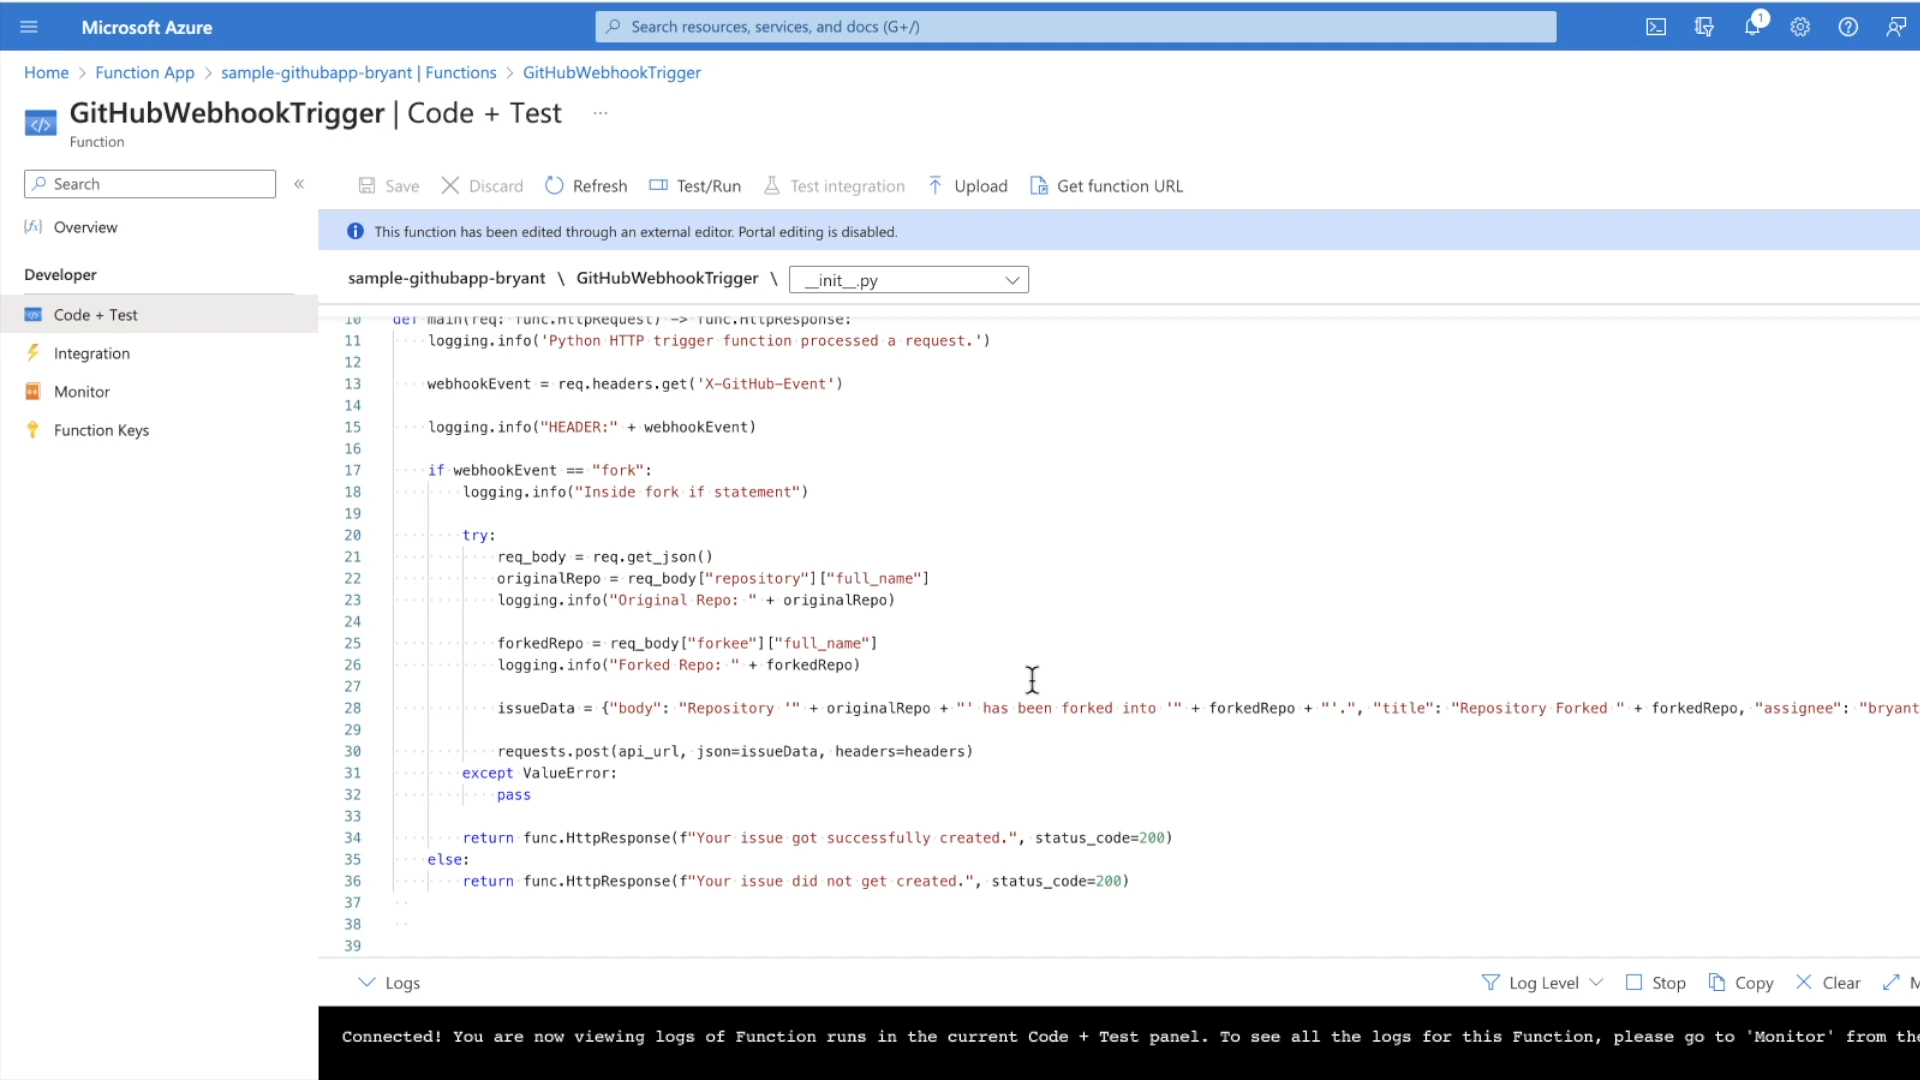 Microsoft Azure
Search resources, services, and docs (G+/)
1
Home > Function App > sample-githubapp-bryant | Functions > GitHubWebhookTrigger
GitHubWebhookTrigger | Code + Test ...
Function
Search «
Save Discard Refresh Test/Run Test integration Upload Get function URL
Overview
Developer
Code + Test
Integration
Monitor
Function Keys
This function has been edited through an external editor. Portal editing is disabled.
sample-githubapp-bryant \ GitHubWebhookTrigger \ __init__.py
10 def main(req: func.HttpRequest) -> func.HttpResponse:
11 logging.info('Python HTTP trigger function processed a request.')
12
13 webhookEvent = req.headers.get('X-GitHub-Event')
14
15 logging.info("HEADER:" + webhookEvent)
16
17 if webhookEvent == "fork":
18 logging.info("Inside fork if statement")
19
20 try:
21 req_body = req.get_json()
22 originalRepo = req_body["repository"]["full_name"]
23 logging.info("Original Repo: " + originalRepo)
24
25 forkedRepo = req_body["forkee"]["full_name"]
26 logging.info("Forked Repo: " + forkedRepo)
27
28 issueData = {"body": "Repository '" + originalRepo + "' has been forked into '" + forkedRepo + "'.", "title": "Repository Forked " + forkedRepo, "assignee": "bryant
29
30 requests.post(api_url, json=issueData, headers=headers)
31 except ValueError:
32 pass
33
34 return func.HttpResponse(f"Your issue got successfully created.", status_code=200)
35 else:
36 return func.HttpResponse(f"Your issue did not get created.", status_code=200)
37
38
39
Logs Log Level Stop Copy Clear M
Connected! You are now viewing logs of Function runs in the current Code + Test panel. To see all the logs for this Function, please go to 'Monitor' from the